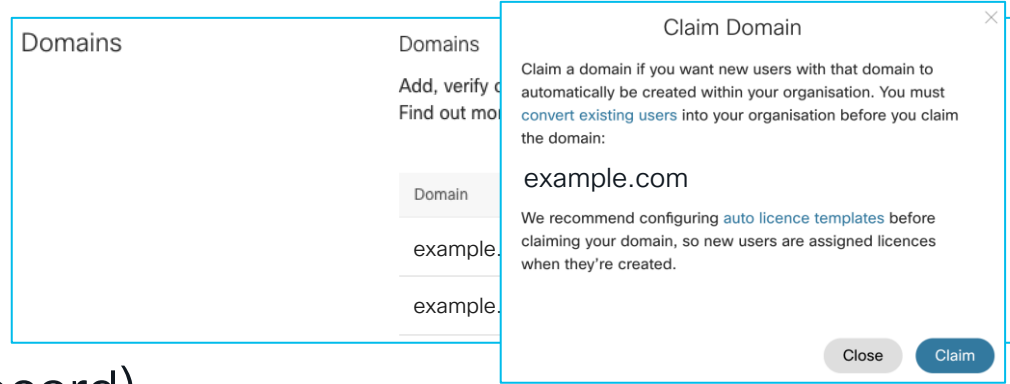 Domains
Domains
Add, verify
Find out
Domain
example.
example.
Claim Domain
Claim a domain if you want new users with that domain to
automatically be created within your organisation. You must
convert existing users into your organisation before you claim
the domain:
example.com
We recommend configuring auto licence templates before
claiming your domain, so new users are assigned licences
when they're created.
Close
Claim